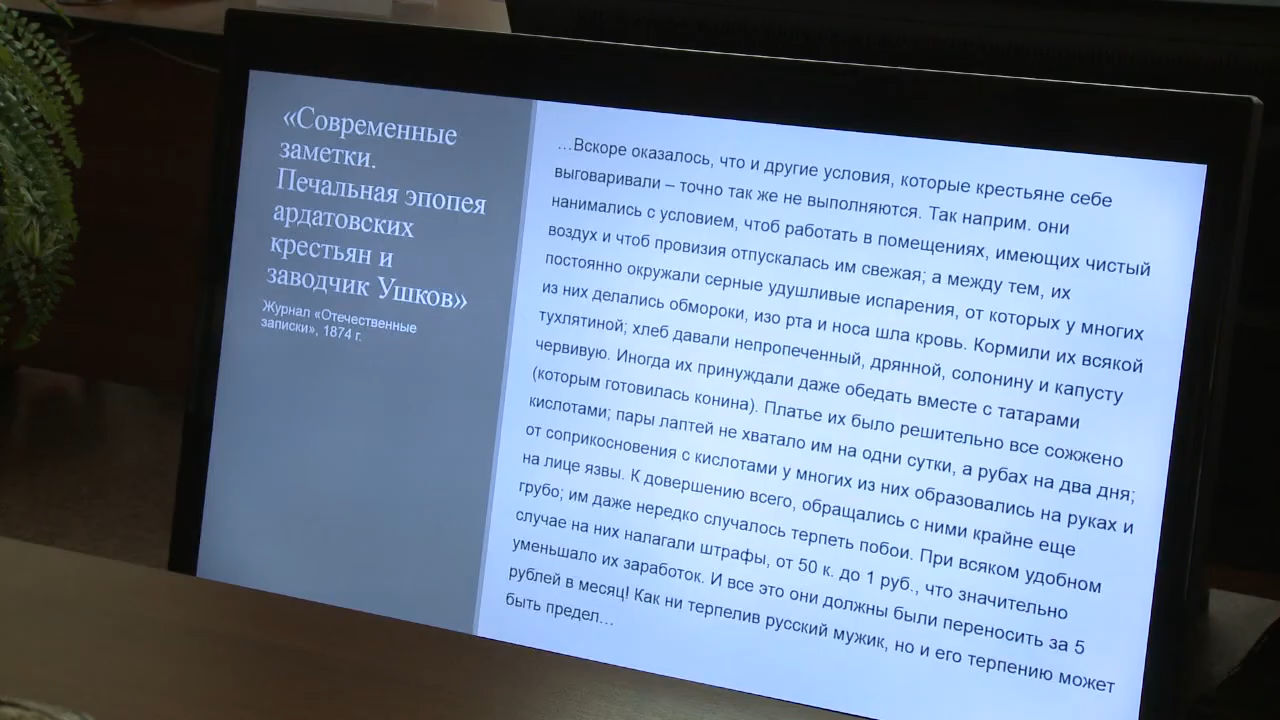 «Современные
заметки.
Печальная эпопея
ардатовских
крестьян и
заводчик Ушков»
Журнал «Отечественные
записки», 1874 г.
…Вскоре оказалось, что и другие условия, которые крестьяне себе
выговаривали – точно так же не выполняются. Так наприм. они
нанимались с условием, чтоб работать в помещениях, имеющих чистый
воздух и чтоб провизия отпускалась им свежая; а между тем, их
постоянно окружали серные удушливые испарения, от которых у многих
из них делались обмороки, изо рта и носа шла кровь. Кормили их всякой
тухлятиной; хлеб давали непропеченный, дрянной, солонину и капусту
червивую. Иногда их принуждали даже обедать вместе с татарами
(которым готовилась конина). Платье их было решительно все сожжено
кислотами; пары лаптей не хватало им на одни сутки, а рубах на два дня;
от соприкосновения с кислотами у многих из них образовались на руках и
на лице язвы. К довершению всего, обращались с ними крайне еще
грубо; им даже нередко случалось терпеть побои. При всяком удобном
случае на них налагали штрафы, от 50 к. до 1 руб., что значительно
уменьшало их заработок. И все это они должны были переносить за 5
рублей в месяц! Как ни терпелив русский мужик, но и его терпению может
быть предел…